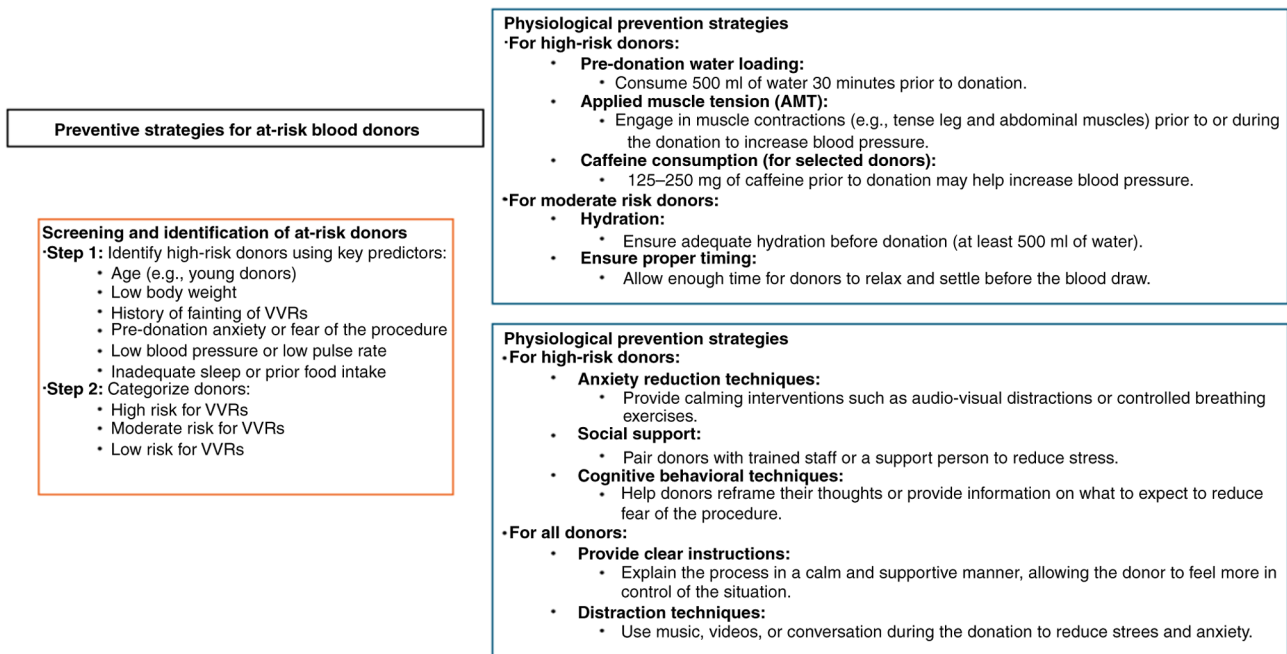 Preventive strategies for at-risk blood donors
Screening and identification of at-risk donors
•Step 1: Identify high-risk donors using key predictors:
• Age (e.g., young donors)
• Low body weight
• History of fainting of VVRs
• Pre-donation anxiety or fear of the procedure
• Low blood pressure or low pulse rate
• Inadequate sleep or prior food intake
•Step 2: Categorize donors:
• High risk for VVRs
• Moderate risk for VVRs
• Low risk for VVRs
Physiological prevention strategies
•For high-risk donors:
• Pre-donation water loading:
• Consume 500 ml of water 30 minutes prior to donation.
• Applied muscle tension (AMT):
• Engage in muscle contractions (e.g., tense leg and abdominal muscles) prior to or during
the donation to increase blood pressure.
• Caffeine consumption (for selected donors):
• 125–250 mg of caffeine prior to donation may help increase blood pressure.
•For moderate risk donors:
• Hydration:
• Ensure adequate hydration before donation (at least 500 ml of water).
• Ensure proper timing:
• Allow enough time for donors to relax and settle before the blood draw.
Physiological prevention strategies
•For high-risk donors:
• Anxiety reduction techniques:
• Provide calming interventions such as audio-visual distractions or controlled breathing
exercises.
• Social support:
• Pair donors with trained staff or a support person to reduce stress.
• Cognitive behavioral techniques:
• Help donors reframe their thoughts or provide information on what to expect to reduce
fear of the procedure.
•For all donors:
• Provide clear instructions:
• Explain the process in a calm and supportive manner, allowing the donor to feel more in
control of the situation.
• Distraction techniques:
• Use music, videos, or conversation during the donation to reduce strees and anxiety.